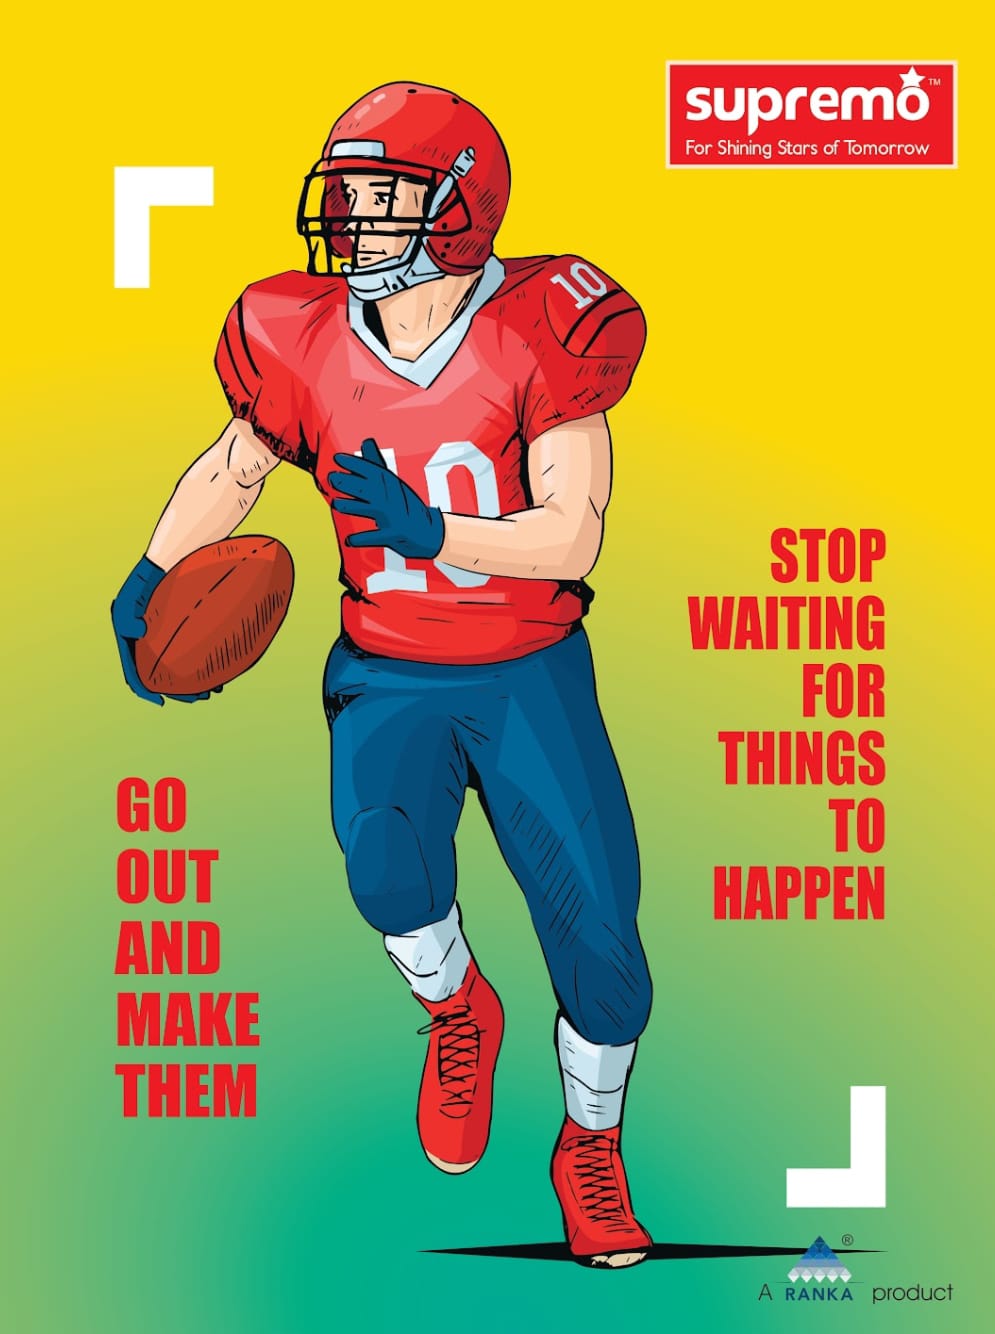 supremo™
For Shining Stars of Tomorrow
10
10
STOP
WAITING
FOR
THINGS
TO
HAPPEN
GO
OUT
AND
MAKE
THEM
®
A RANKA product